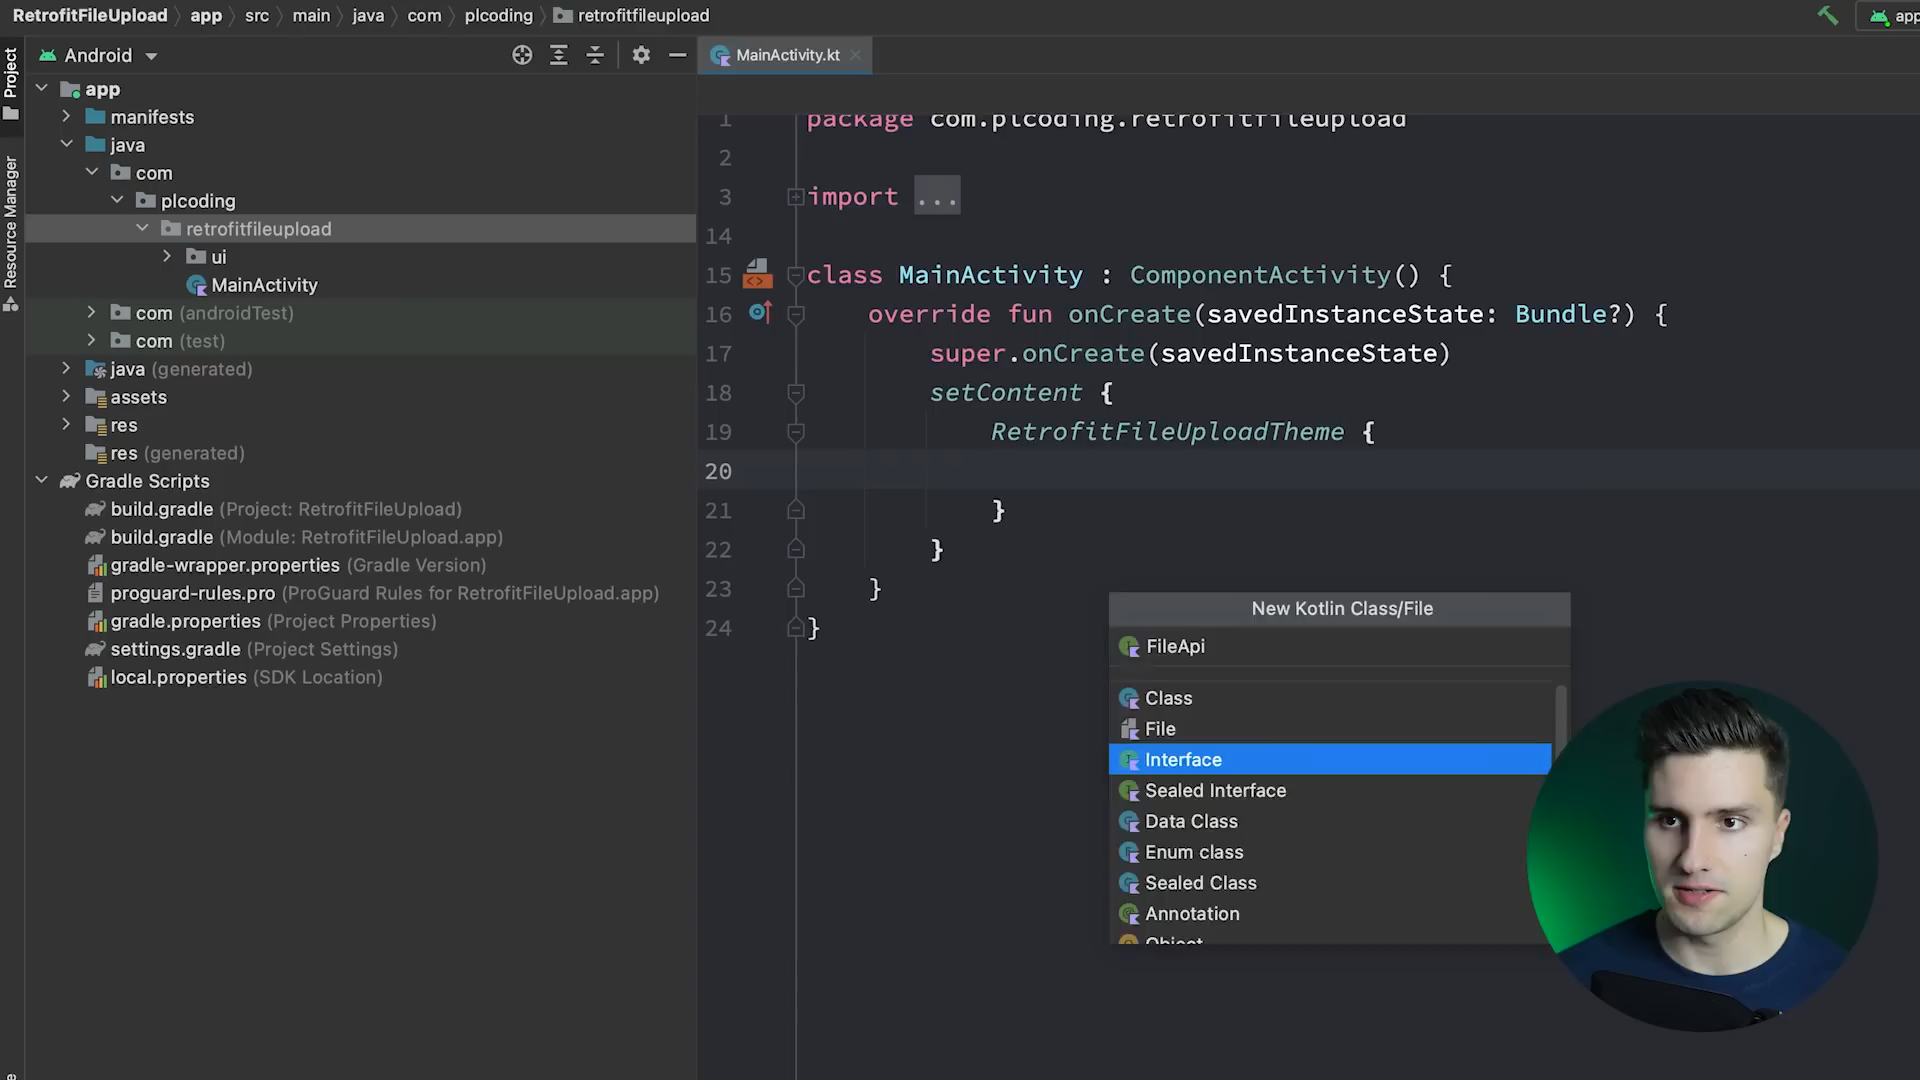 RetrofitFileUpload app src main java com plcoding retrofitfileupload
app
Project
Resource Manager
Android
app
manifests
java
com
plcoding
retrofitfileupload
ui
MainActivity
com (androidTest)
com (test)
java (generated)
assets
res
res (generated)
Gradle Scripts
build.gradle (Project: RetrofitFileUpload)
build.gradle (Module: RetrofitFileUpload.app)
gradle-wrapper.properties (Gradle Version)
proguard-rules.pro (ProGuard Rules for RetrofitFileUpload.app)
gradle.properties (Project Properties)
settings.gradle (Project Settings)
local.properties (SDK Location)
MainActivity.kt
1 package com.plcoding.retrofitfileupload
2
3 import ...
14
15 class MainActivity : ComponentActivity() {
16 override fun onCreate(savedInstanceState: Bundle?) {
17 super.onCreate(savedInstanceState)
18 setContent {
19 RetrofitFileUploadTheme {
20
21 }
22 }
23 }
24 }
New Kotlin Class/File
FileApi
Class
File
Interface
Sealed Interface
Data Class
Enum class
Sealed Class
Annotation
Object